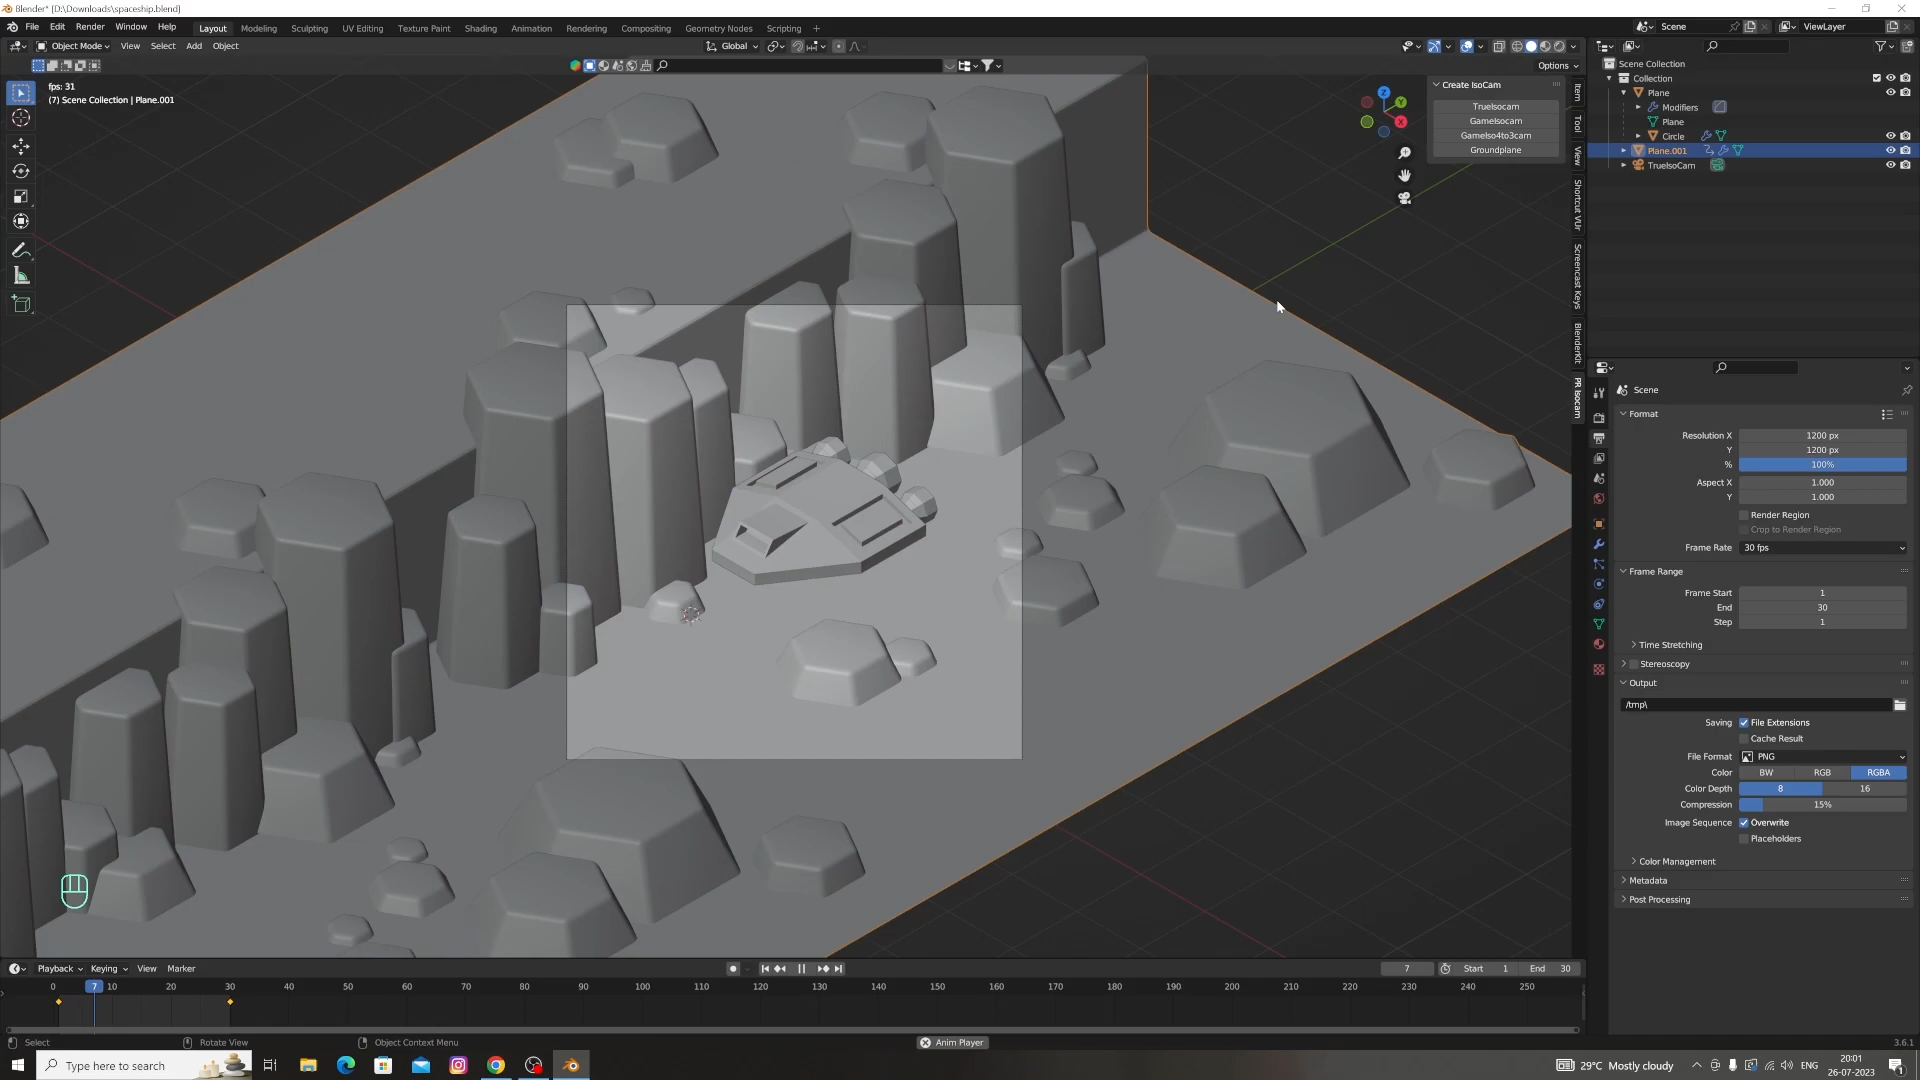 Blender* [D:\Downloads\spaceship.blend]
File Edit Render Window Help Layout Modeling Sculpting UV Editing Texture Paint Shading Animation Rendering Compositing Geometry Nodes Scripting + Scene ViewLayer
Object Mode View Select Add Object Global
Options
fps: 31
(7) Scene Collection | Plane.001
Z
Y
X
Create IsoCam
TrueIsocam
GameIsocam
GameIso4to3cam
Groundplane
Item
Tool
View
Shortcut VUr
Screencast Keys
BlenderKit
PR Isocam
Scene Collection
Collection
Plane
Modifiers
Plane
Circle
Plane.001
TrueIsoCam
Scene
Format
Resolution X 1200 px
Y 1200 px
% 100%
Aspect X 1.000
Y 1.000
Render Region
Crop to Render Region
Frame Rate 30 fps
Frame Range
Frame Start 1
End 30
Step 1
Time Stretching
Stereoscopy
Output
/tmp\
Saving File Extensions
Cache Result
File Format PNG
Color BW RGB RGBA
Color Depth 8 16
Compression 15%
Image Sequence Overwrite
Placeholders
Color Management
Metadata
Post Processing
Playback Keying View Marker 7 Start 1 End 30
0 7 10 20 30 40 50 60 70 80 90 100 110 120 130 140 150 160 170 180 190 200 210 220 230 240 250
Select Rotate View Object Context Menu Anim Player 3.6.1
Type here to search 29°C Mostly cloudy ENG 20:01
26-07-2023
1